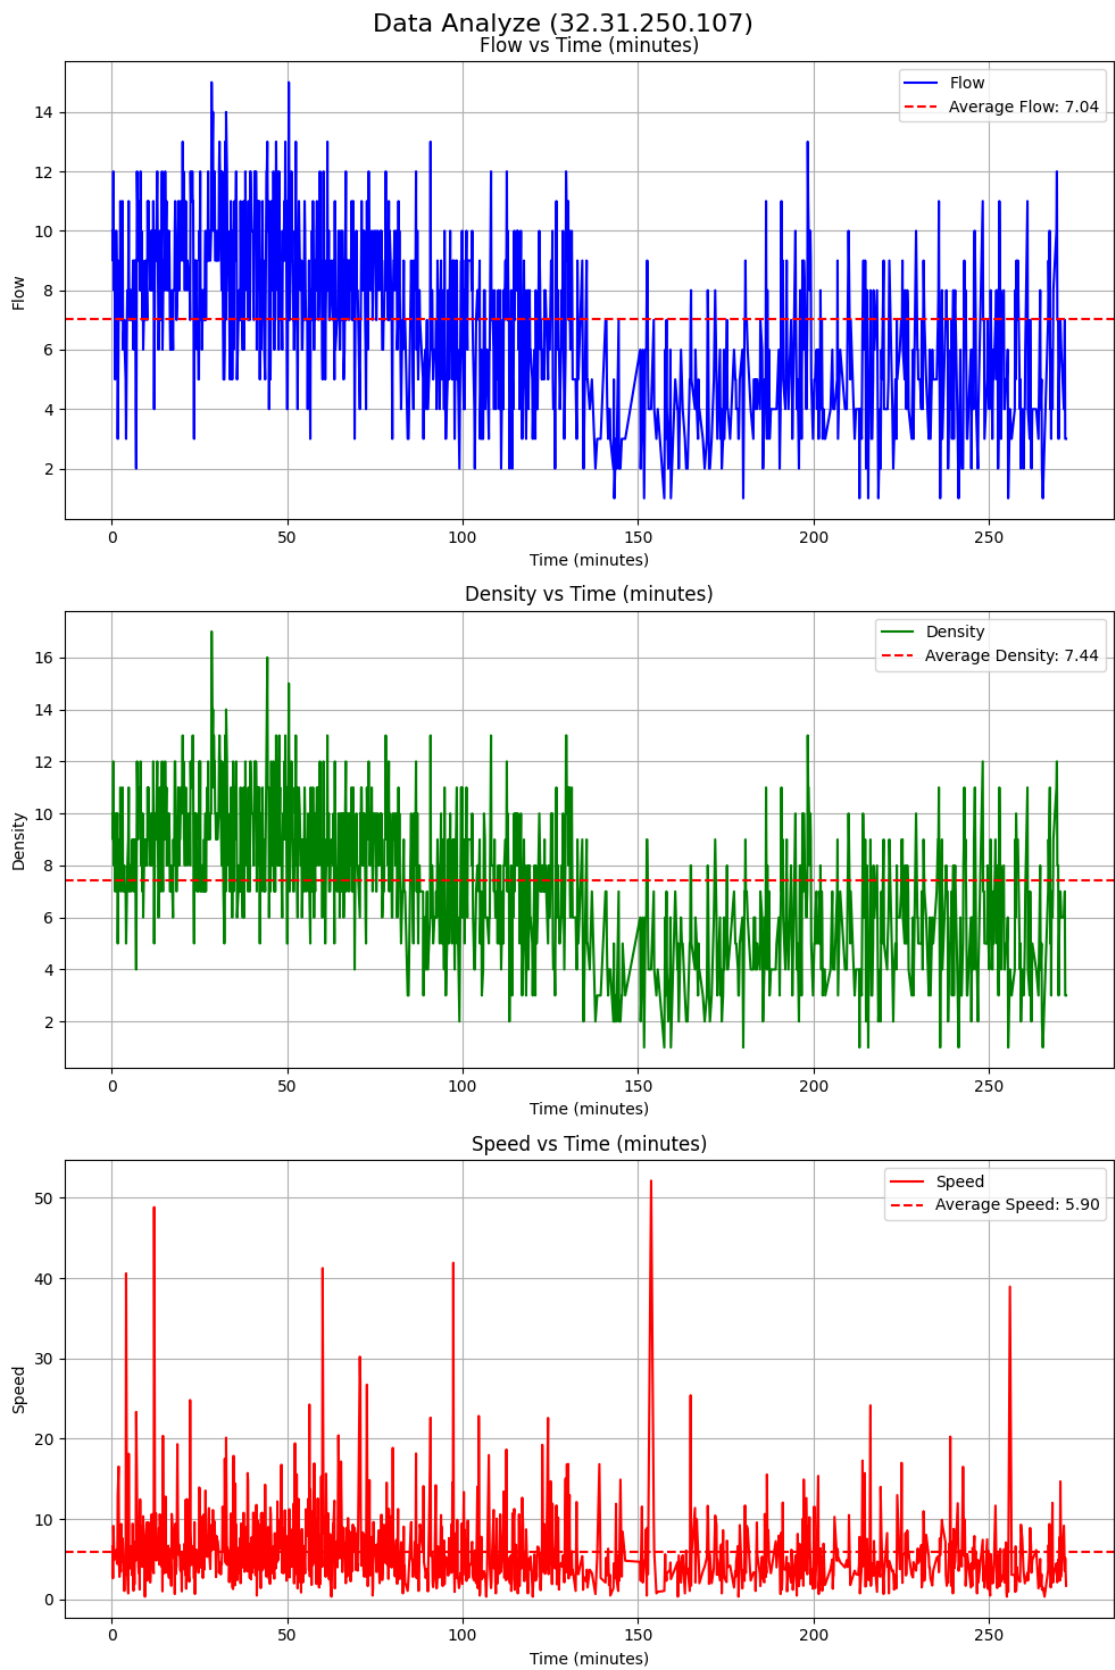 Data Analyze (32.31.250.107)
Flow vs Time (minutes)
Flow
Average Flow: 7.04
14
12
10
8
6
4
2
Flow
0
50
100
150
200
250
Time (minutes)
Density vs Time (minutes)
Density
Average Density: 7.44
16
14
12
10
8
6
4
2
Density
0
50
100
150
200
250
Time (minutes)
Speed vs Time (minutes)
Speed
Average Speed: 5.90
50
40
30
20
10
0
Speed
0
50
100
150
200
250
Time (minutes)